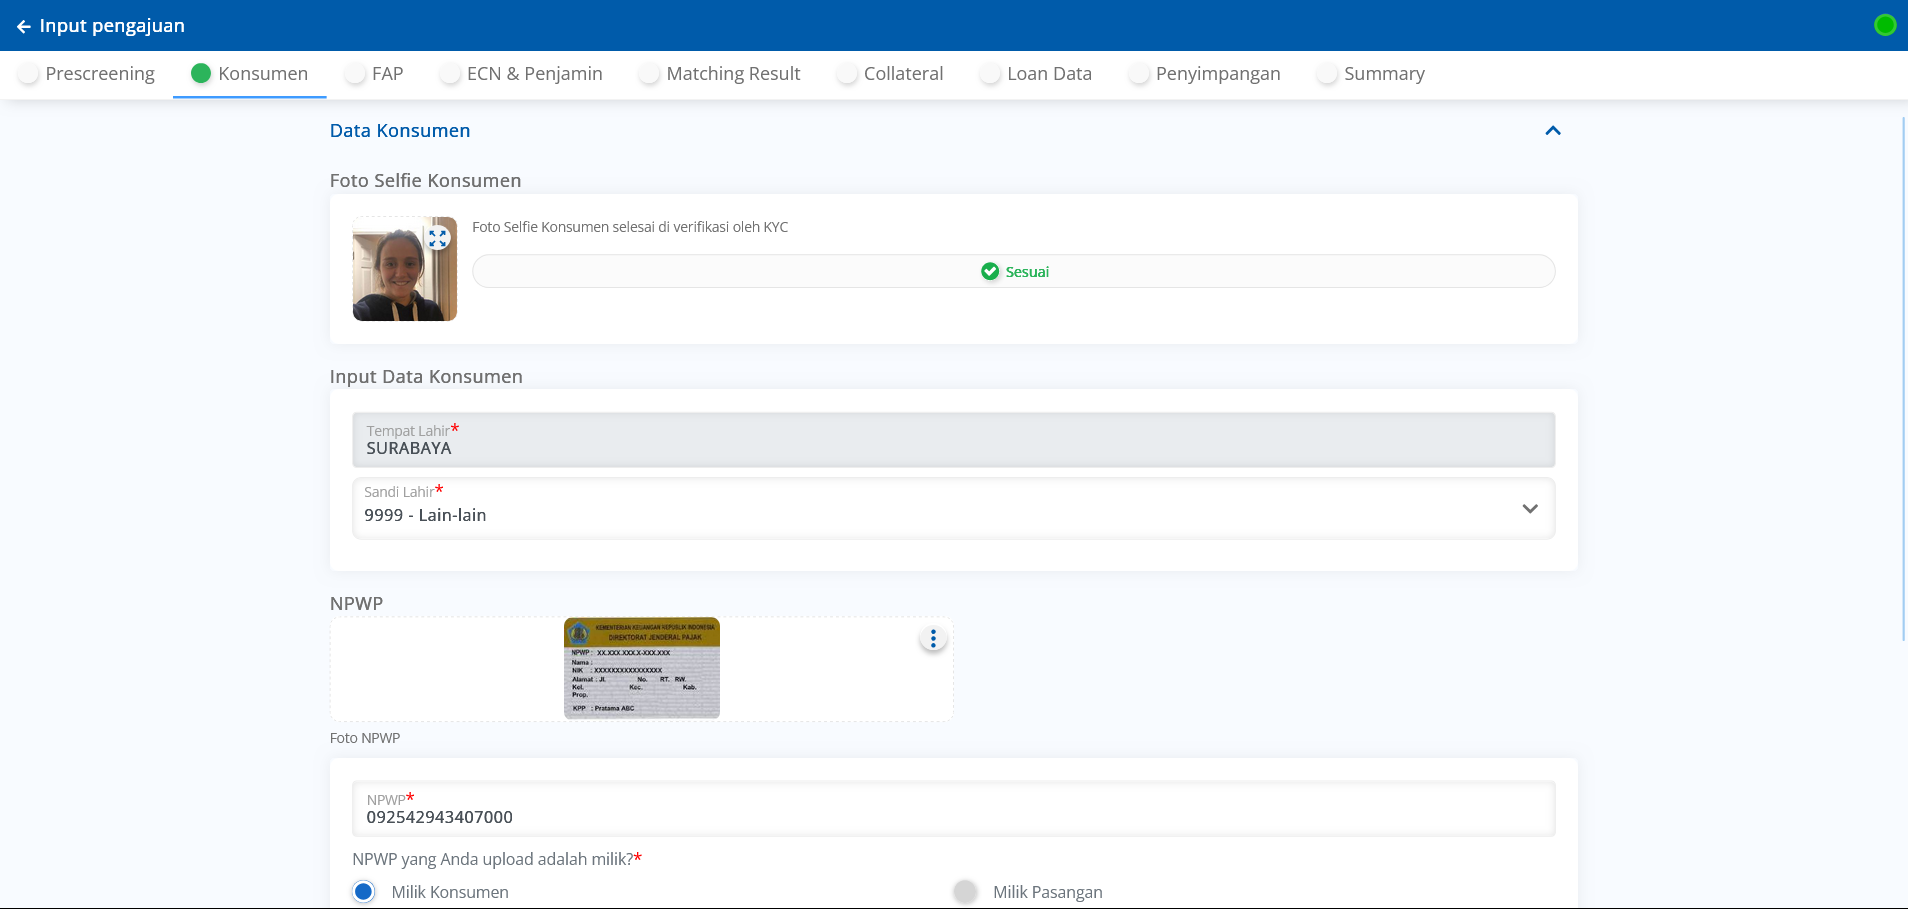 Input pengajuan
Prescreening Konsumen FAP ECN & Penjamin Matching Result Collateral Loan Data Penyimpangan Summary
Data Konsumen
Foto Selfie Konsumen
Foto Selfie Konsumen selesai di verifikasi oleh KYC
Sesuai
Input Data Konsumen
Tempat Lahir*
SURABAYA
Sandi Lahir*
9999 - Lain-lain
NPWP
KEMENTERIAN KEUANGAN REPUBLIK INDONESIA
DIREKTORAT JENDERAL PAJAK
NPWP : XX.XXX.XXX.X-XXX.XXX
Nama :
NIK : XXXXXXXXXXXXXXXX
Alamat : Jl. No. RT. RW.
Kel. Kec. Kab.
Prop.
KPP : Pratama ABC
Foto NPWP
NPWP*
092542943407000
NPWP yang Anda upload adalah milik?*
Milik Konsumen Milik Pasangan